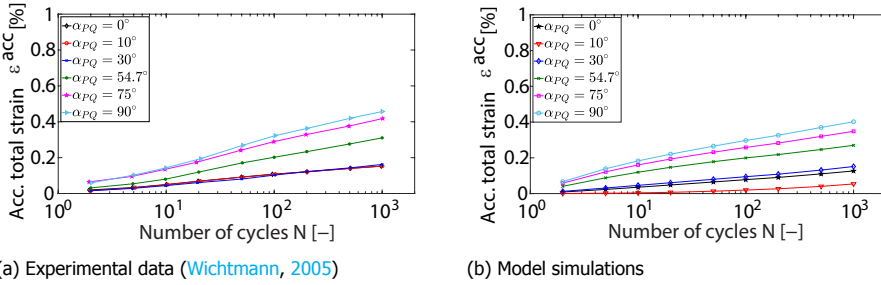 1
0.8
0.6
0.4
0.2
0
Acc. total strain ε^acc [%]
α_PQ = 0°
α_PQ = 10°
α_PQ = 30°
α_PQ = 54.7°
α_PQ = 75°
α_PQ = 90°
10^0 10^1 10^2 10^3
Number of cycles N [–]
(a) Experimental data (Wichtmann, 2005)
1
0.8
0.6
0.4
0.2
0
Acc. total strain ε^acc [%]
α_PQ = 0°
α_PQ = 10°
α_PQ = 30°
α_PQ = 54.7°
α_PQ = 75°
α_PQ = 90°
10^0 10^1 10^2 10^3
Number of cycles N [–]
(b) Model simulations